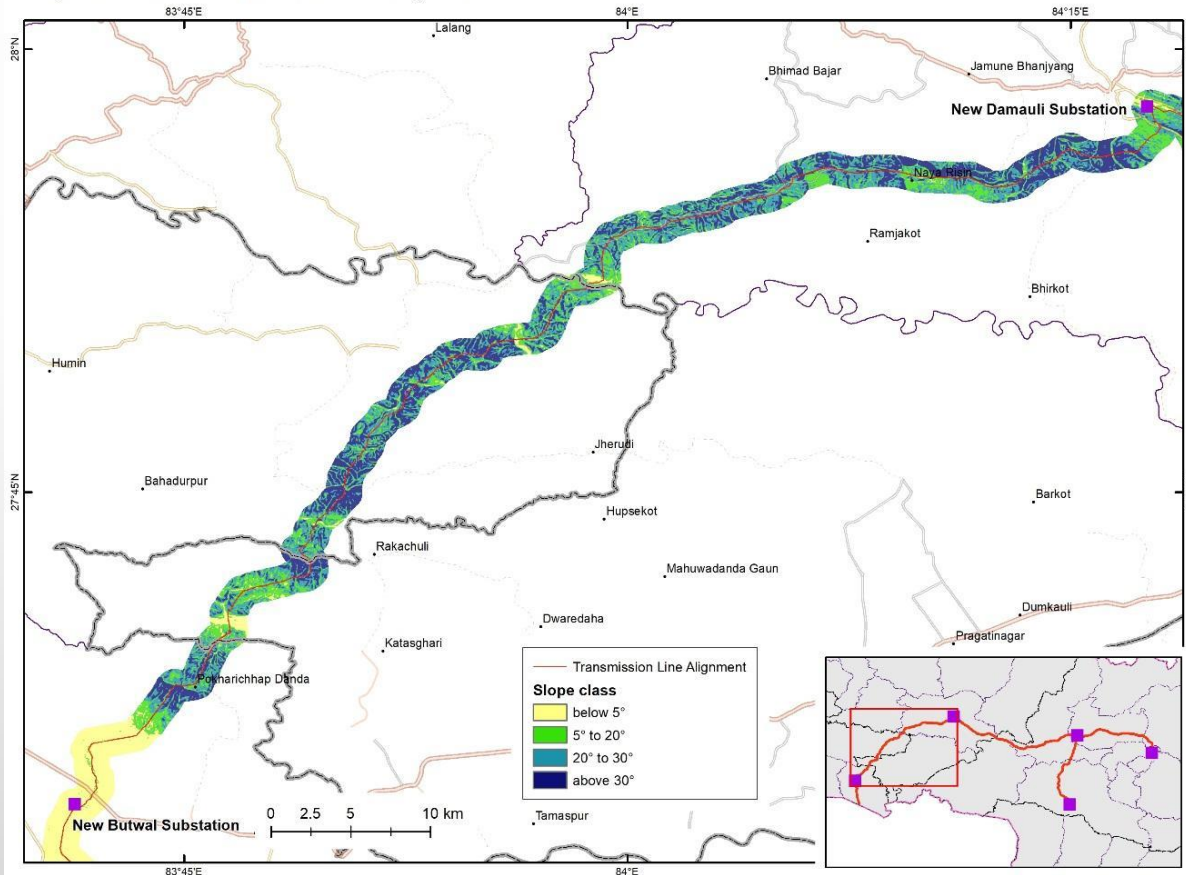 83°45'E
84°E
84°15'E
28°N
Lalang
Bhimad Bajar
Jamune Bhanjyang
New Damauli Substation
Naya Risin
Ramjakot
Bhirkot
Humin
Jherudi
Bahadurpur
27°45'N
Barkot
Hupsekot
Rakachuli
Mahuwadanda Gaun
Dwaredaha
Dumkauli
Katasghari
Pragatinagar
Pokharichhap Danda
Transmission Line Alignment
Slope class
below 5°
5° to 20°
20° to 30°
above 30°
New Butwal Substation
0 2.5 5 10 km
Tamaspur
83°45'E
84°E